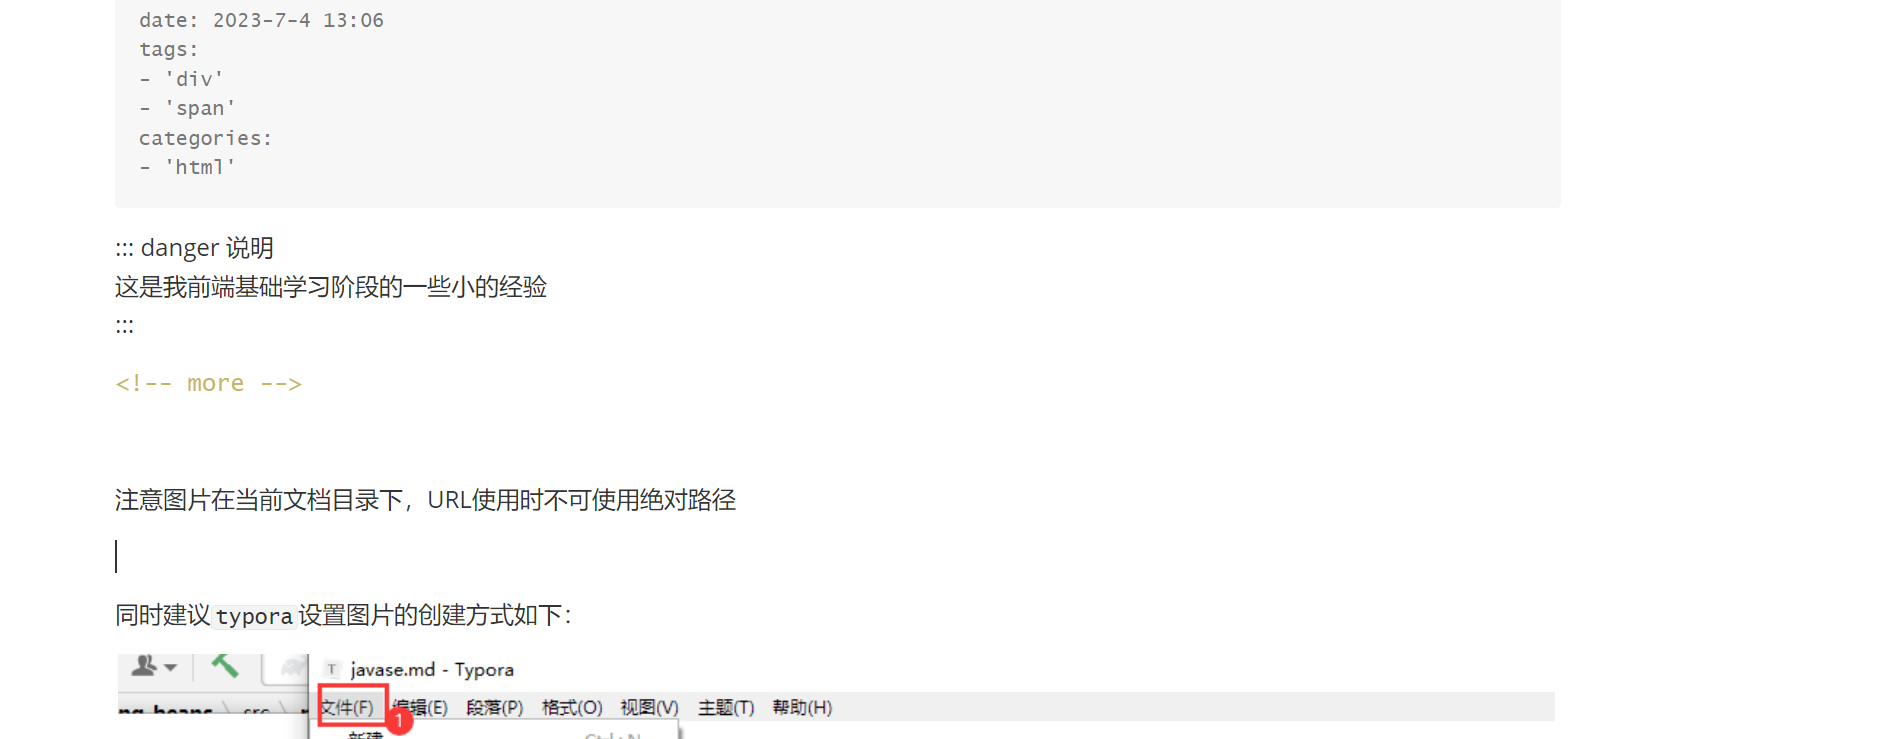 date: 2023-7-4 13:06
tags:
- 'div'
- 'span'
categories:
- 'html'
::: danger 说明
这是我前端基础学习阶段的一些小的经验
:::
<!-- more -->
注意图片在当前文档目录下，URL使用时不可使用绝对路径
同时建议typora设置图片的创建方式如下：
T javase.md - Typora
文件(F) 编辑(E) 段落(P) 格式(O) 视图(V) 主题(T) 帮助(H)
1
新建